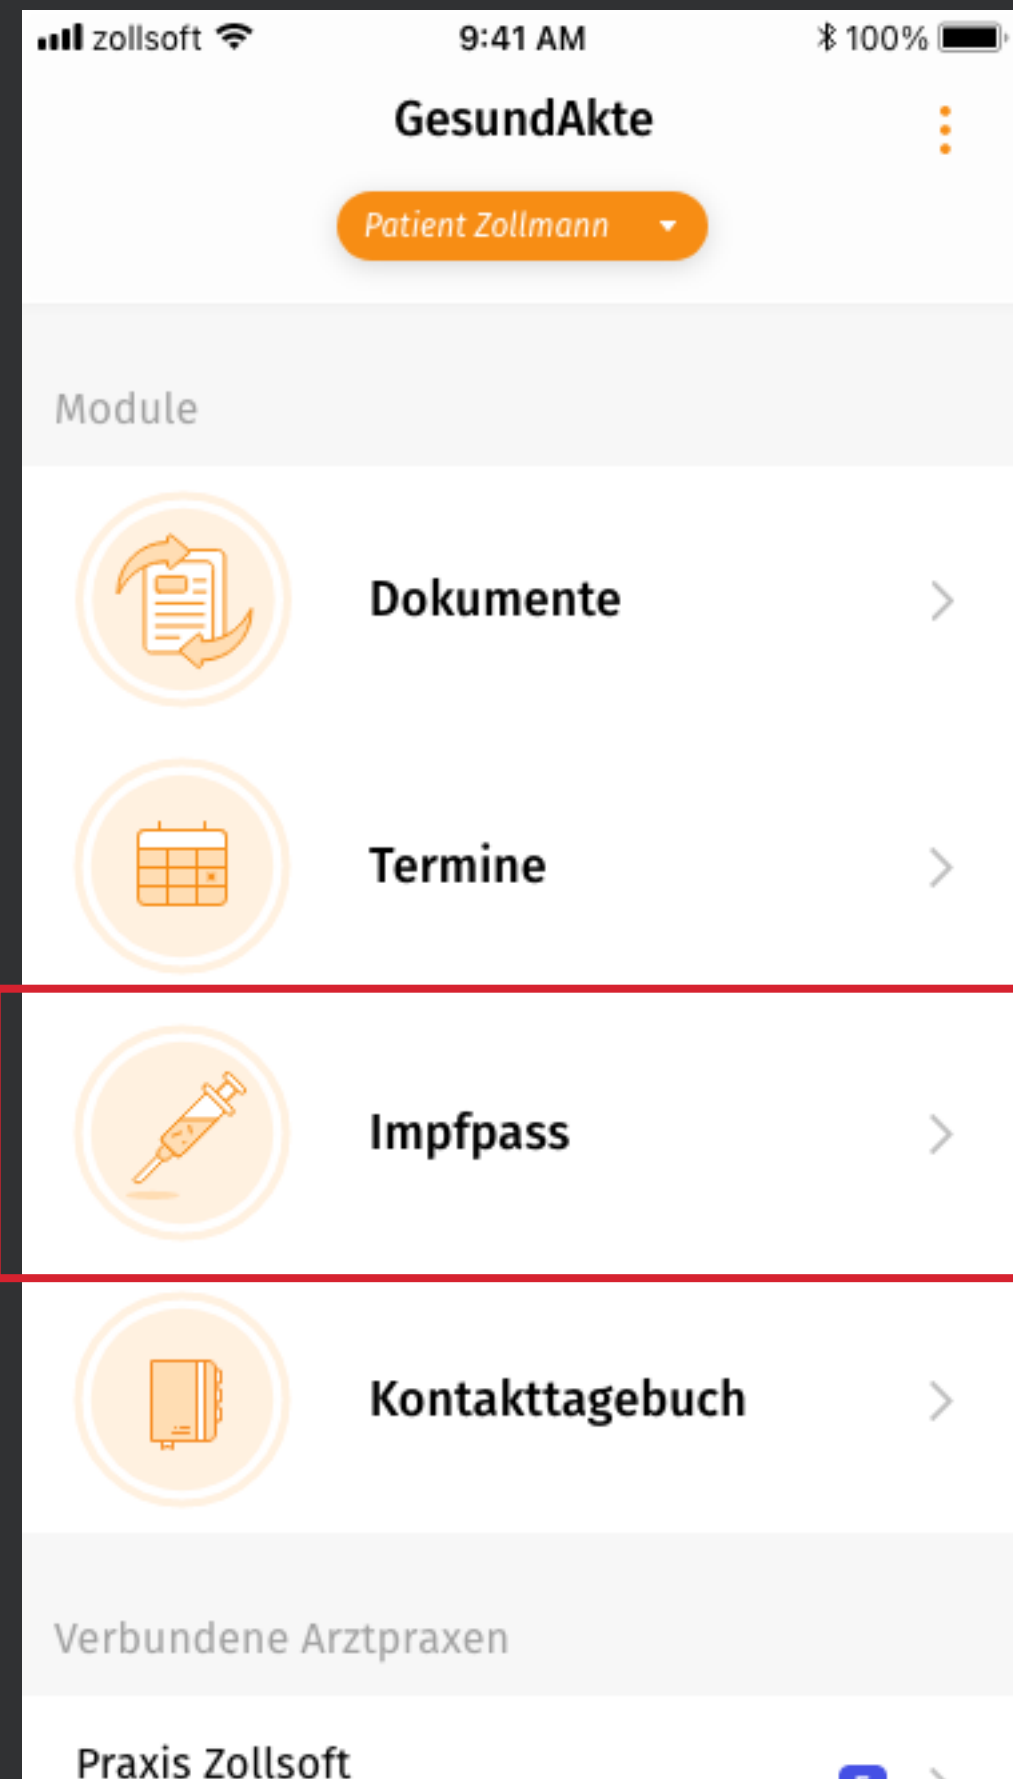 zollsoft 9:41 AM 100%
GesundAkte
Patient Zollmann
Module
Dokumente
Termine
Impfpass
Kontakttagebuch
Verbundene Arztpraxen
Praxis Zollsoft